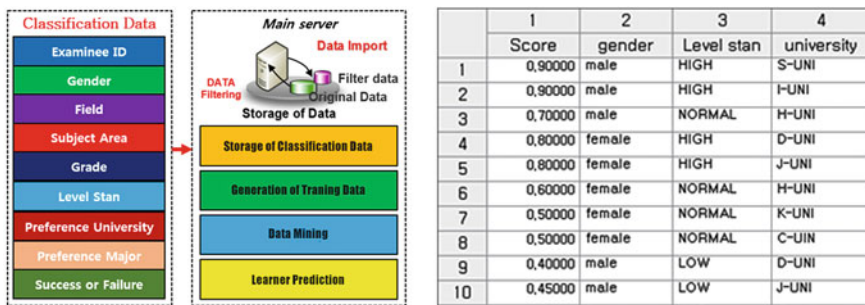 Classification Data
Examinee ID
Gender
Field
Subject Area
Grade
Level Stan
Preference University
Preference Major
Success or Failure
Main server
Data Import
DATA
Filtering
Filter data
Original Data
Storage of Data
Storage of Classification Data
Generation of Traning Data
Data Mining
Learner Prediction
1 2 3 4
Score gender Level stan university
1 0,90000 male HIGH S-UNI
2 0,90000 male HIGH I-UNI
3 0,70000 male NORMAL H-UNI
4 0,80000 female HIGH D-UNI
5 0,80000 female HIGH J-UNI
6 0,60000 female NORMAL H-UNI
7 0,50000 female NORMAL K-UNI
8 0,50000 female NORMAL C-UIN
9 0,40000 male LOW D-UNI
10 0,45000 male LOW J-UNI